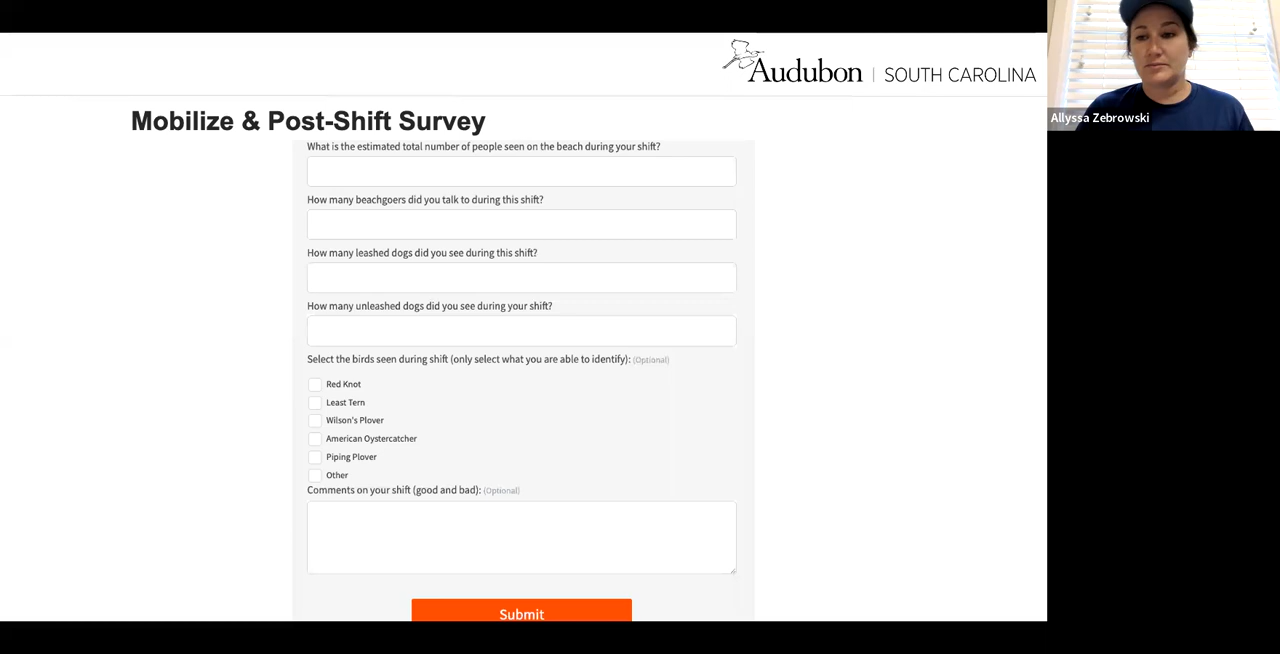 Audubon | SOUTH CAROLINA
Allyssa Zebrowski
Mobilize & Post-Shift Survey
What is the estimated total number of people seen on the beach during your shift?
How many beachgoers did you talk to during this shift?
How many leashed dogs did you see during this shift?
How many unleashed dogs did you see during your shift?
Select the birds seen during shift (only select what you are able to identify): (Optional)
Red Knot
Least Tern
Wilson's Plover
American Oystercatcher
Piping Plover
Other
Comments on your shift (good and bad): (Optional)
Submit